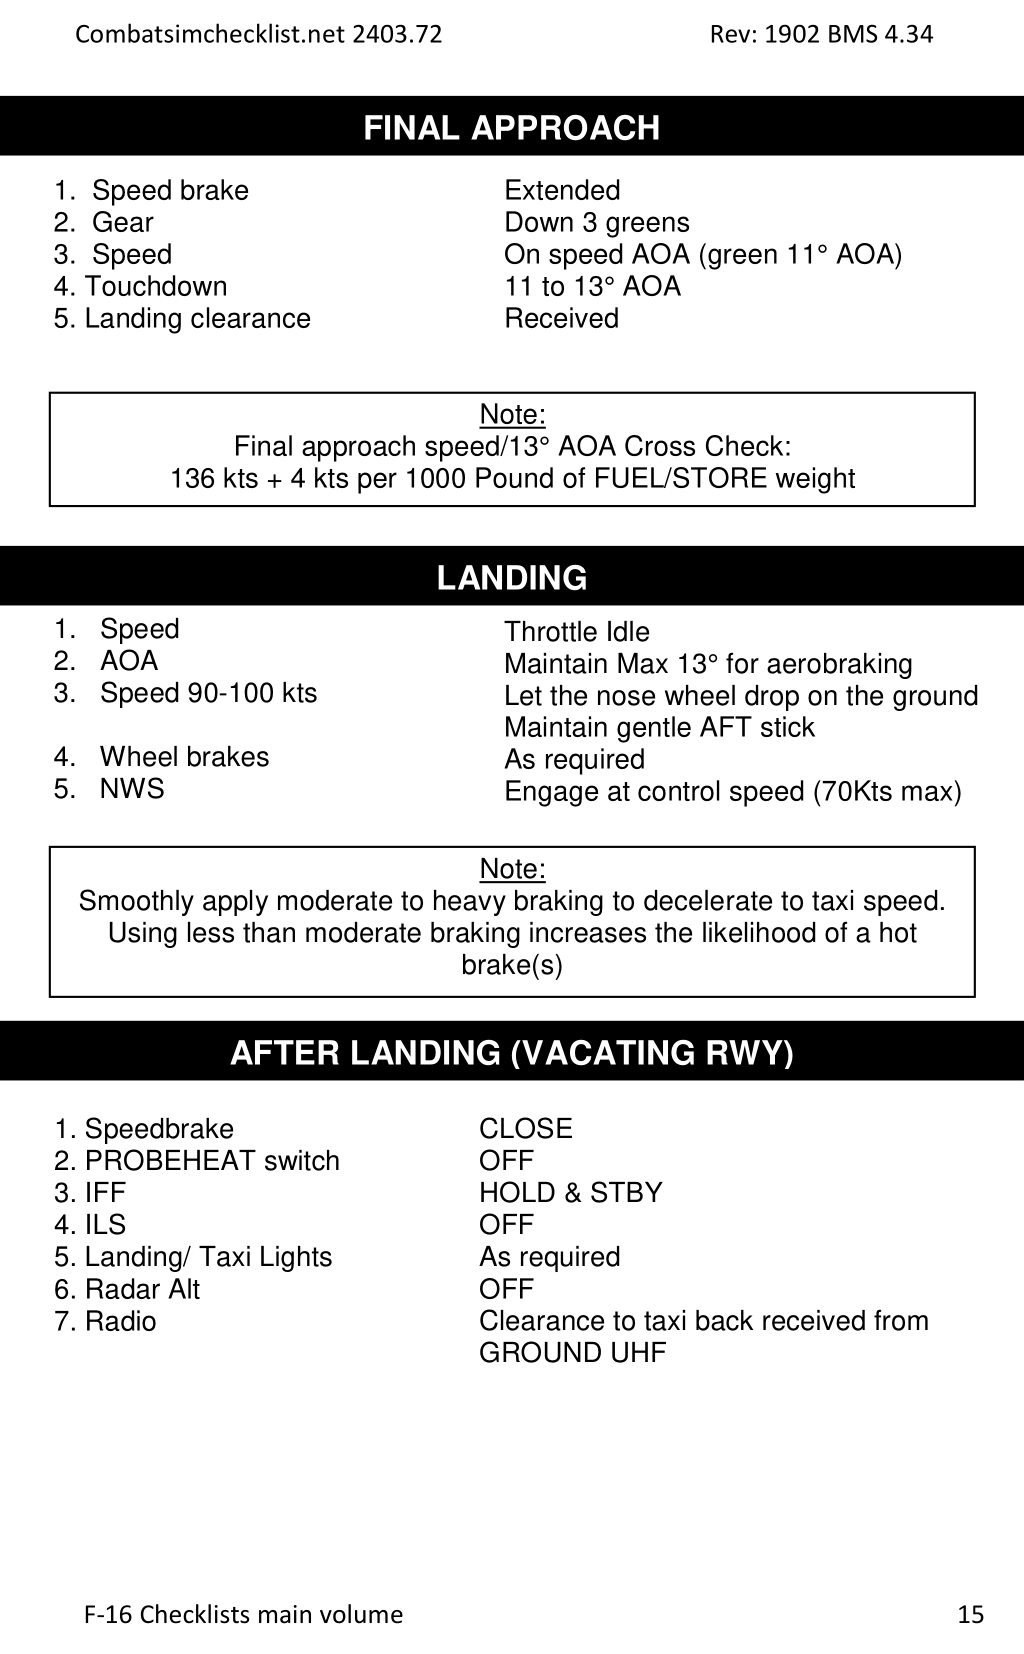 Combatsimchecklist.net 2403.72 Rev: 1902 BMS 4.34
FINAL APPROACH
1. Speed brake Extended
2. Gear Down 3 greens
3. Speed On speed AOA (green 11° AOA)
4. Touchdown 11 to 13° AOA
5. Landing clearance Received
Note:
Final approach speed/13° AOA Cross Check:
136 kts + 4 kts per 1000 Pound of FUEL/STORE weight
LANDING
1. Speed Throttle Idle
2. AOA Maintain Max 13° for aerobraking
3. Speed 90-100 kts Let the nose wheel drop on the ground
Maintain gentle AFT stick
4. Wheel brakes As required
5. NWS Engage at control speed (70Kts max)
Note:
Smoothly apply moderate to heavy braking to decelerate to taxi speed.
Using less than moderate braking increases the likelihood of a hot
brake(s)
AFTER LANDING (VACATING RWY)
1. Speedbrake CLOSE
2. PROBEHEAT switch OFF
3. IFF HOLD & STBY
4. ILS OFF
5. Landing/ Taxi Lights As required
6. Radar Alt OFF
7. Radio Clearance to taxi back received from
GROUND UHF
F-16 Checklists main volume 15